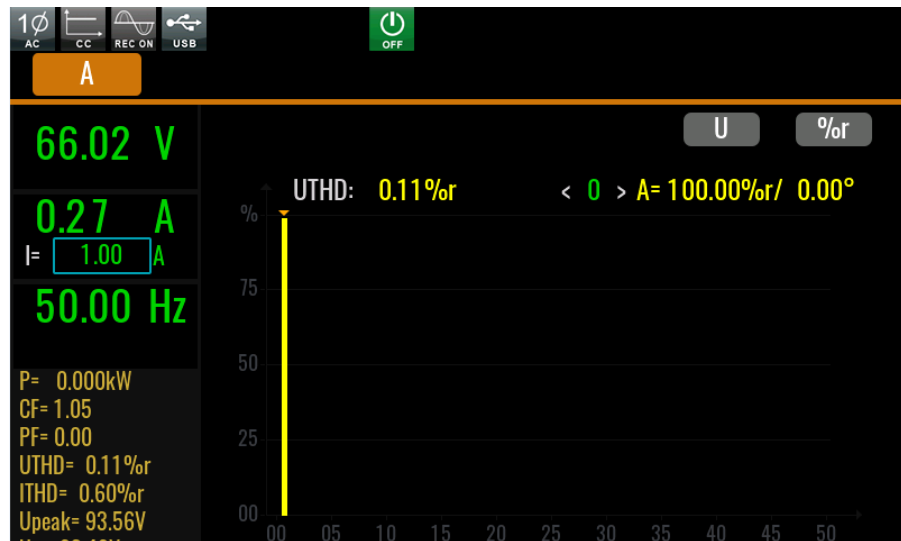 1Ø
AC
CC
REC ON
USB
OFF
A
66.02 V
0.27 A
I= 1.00 A
50.00 Hz
P= 0.000kW
CF= 1.05
PF= 0.00
UTHD= 0.11%r
ITHD= 0.60%r
Upeak= 93.56V
U %r
UTHD: 0.11%r < 0 > A= 100.00%r/ 0.00°
%
75
50
25
00
00 05 10 15 20 25 30 35 40 45 50